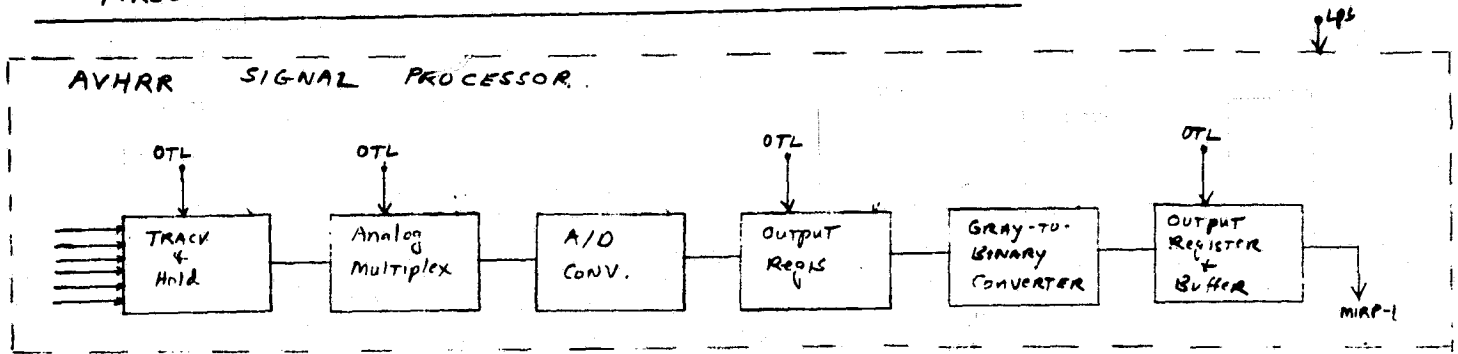 Lps
AVHRR SIGNAL PROCESSOR.
OTL
OTL
OTL
OTL
TRACK
&
Hold
Analog
Multiplex
A/D
CONV.
OUTPUT
Regis
GRAY-TO-
BINARY
CONVERTER
OUTPUT
RegisteR
+
BuffeR
MIRP-1